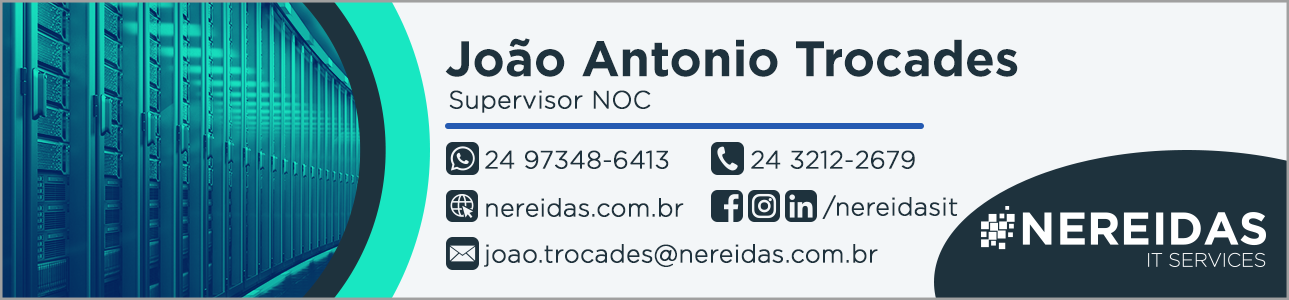 João Antonio Trocades
Supervisor NOC
24 97348-6413
24 3212-2679
nereidas.com.br
/nereidasit
joao.trocades@nereidas.com.br
NEREIDAS
IT SERVICES